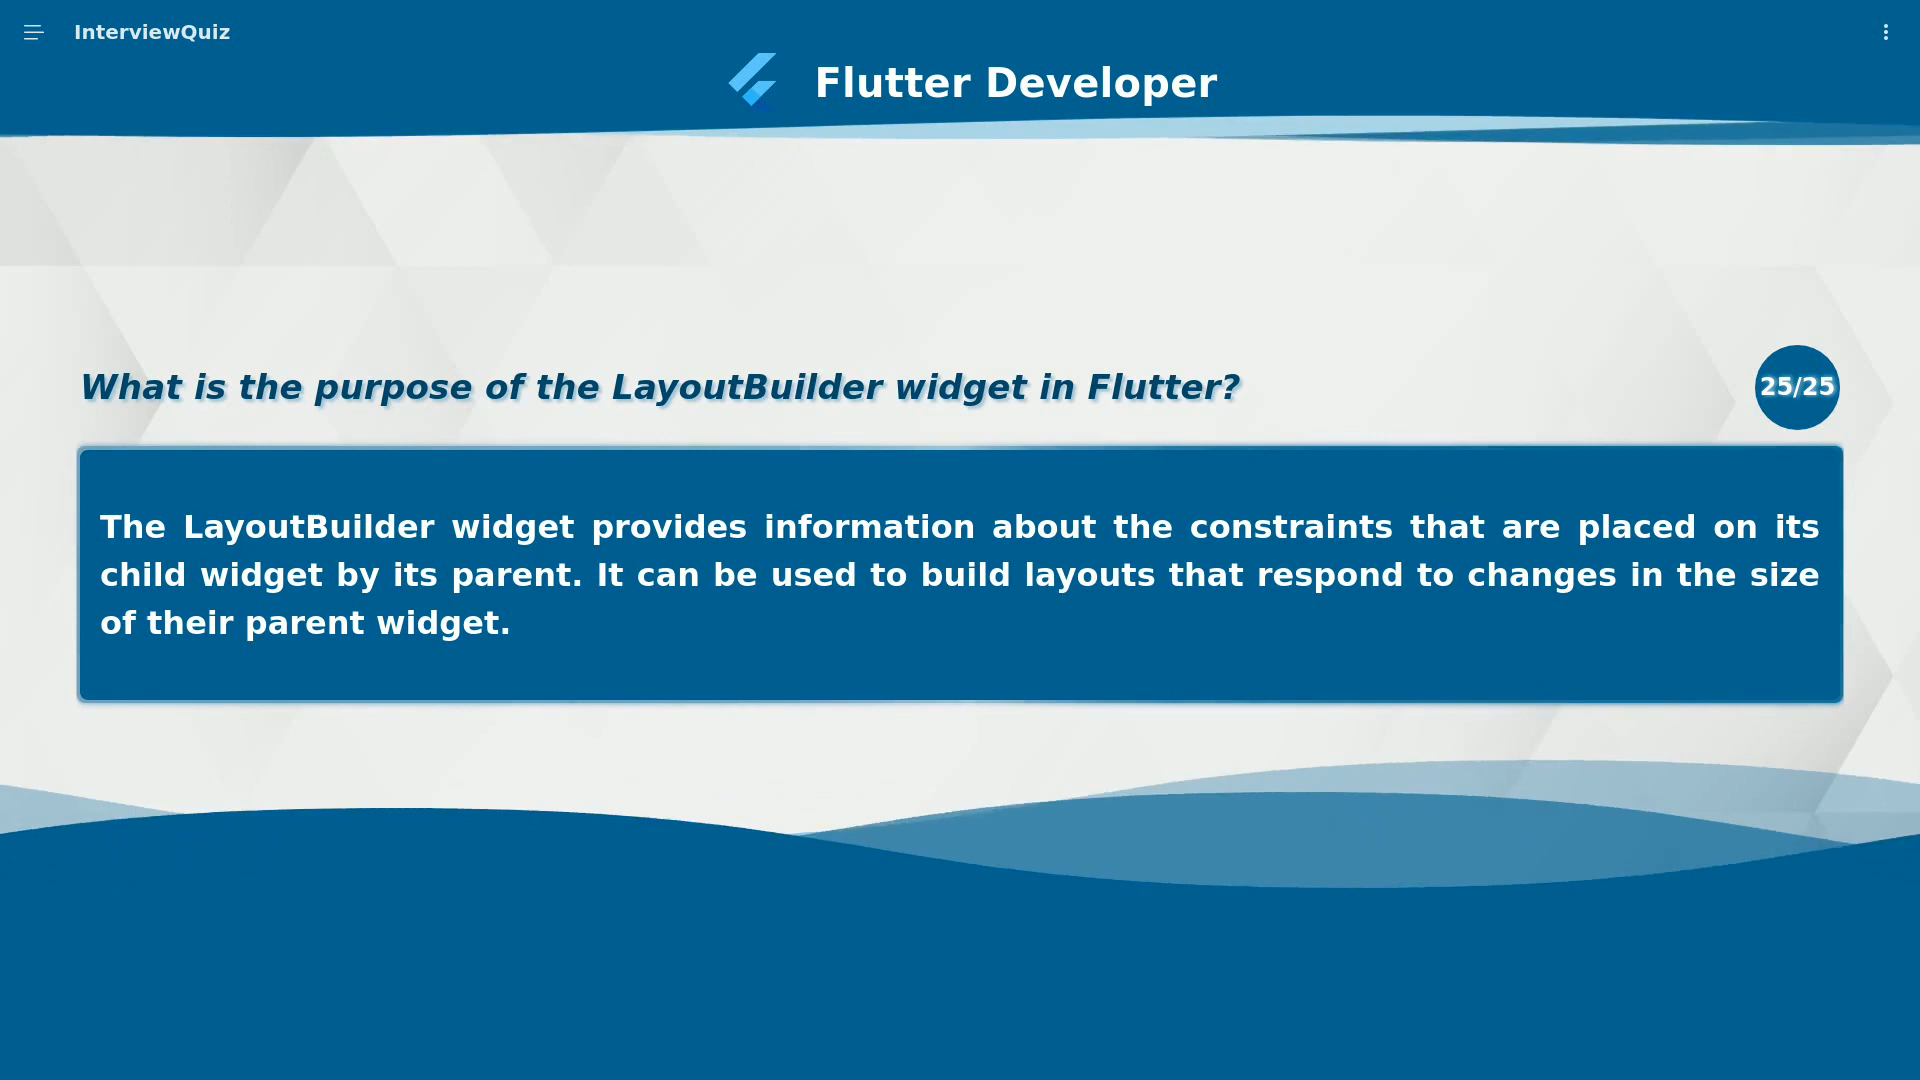 InterviewQuiz
Flutter Developer
What is the purpose of the LayoutBuilder widget in Flutter?
25/25
The LayoutBuilder widget provides information about the constraints that are placed on its
child widget by its parent. It can be used to build layouts that respond to changes in the size
of their parent widget.